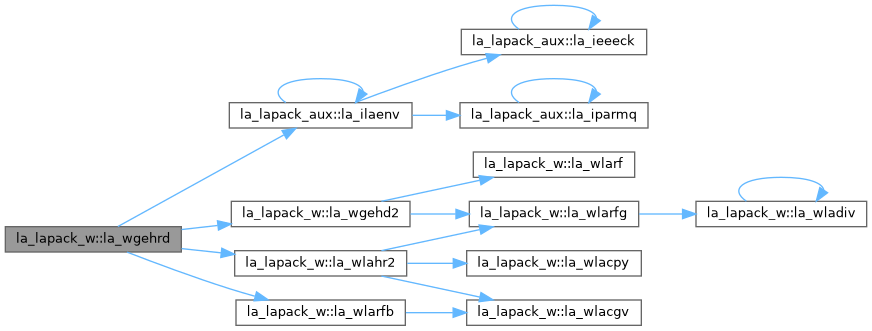 la_lapack_aux::la_ieeeck
la_lapack_aux::la_ilaenv
la_lapack_aux::la_iparmq
la_lapack_w::la_wlarf
la_lapack_w::la_wgehd2
la_lapack_w::la_wlarfg
la_lapack_w::la_wladiv
la_lapack_w::la_wgehrd
la_lapack_w::la_wlahr2
la_lapack_w::la_wlacpy
la_lapack_w::la_wlarfb
la_lapack_w::la_wlacgv